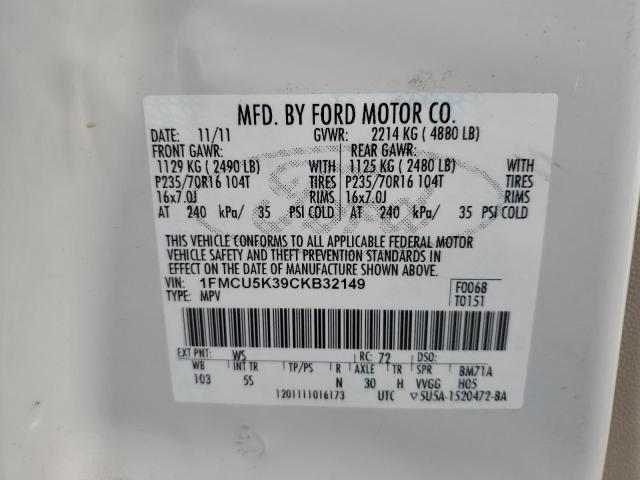 MFD. BY FORD MOTOR CO.
DATE: 11/11 GVWR: 2214 KG ( 4880 LB)
FRONT GAWR: REAR GAWR:
1129 KG ( 2490 LB) WITH 1125 KG ( 2480 LB) WITH
P235/70R16 104T TIRES P235/70R16 104T TIRES
16x7.0J RIMS 16x7.0J RIMS
AT 240 kPa/ 35 PSI COLD AT 240 kPa/ 35 PSI COLD
Ford
THIS VEHICLE CONFORMS TO ALL APPLICABLE FEDERAL MOTOR
VEHICLE SAFETY AND THEFT PREVENTION STANDARDS IN
EFFECT ON THE DATE OF MANUFACTURE SHOWN ABOVE.
VIN: 1FMCU5K39CKB32149 F0068
TYPE: MPV T0151
EXT PNT: WS RC: 72 DSO:
WB INT TR TP/PS R AXLE TR SPR BM71A
103 5S N 30 H VVGG H05
1201111016173 UTC ▽5U5A-1520472-BA